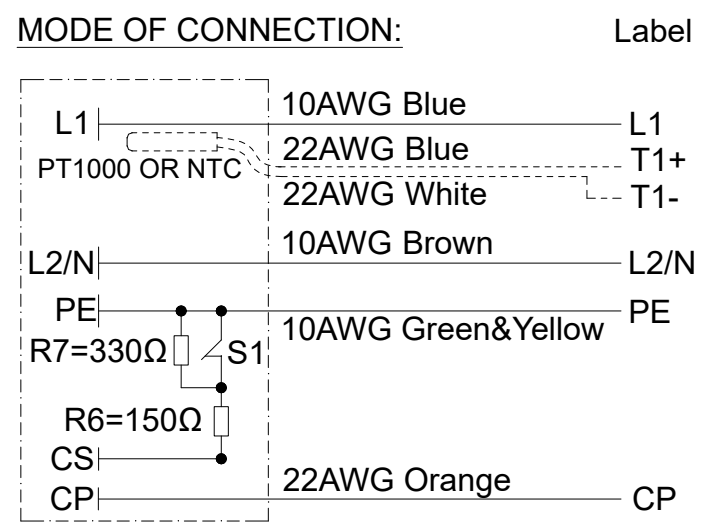 MODE OF CONNECTION: Label
L1 10AWG Blue L1
PT1000 OR NTC 22AWG Blue T1+
22AWG White T1-
L2/N 10AWG Brown L2/N
PE 10AWG Green&Yellow PE
R7=330Ω S1
R6=150Ω
CS
CP 22AWG Orange CP